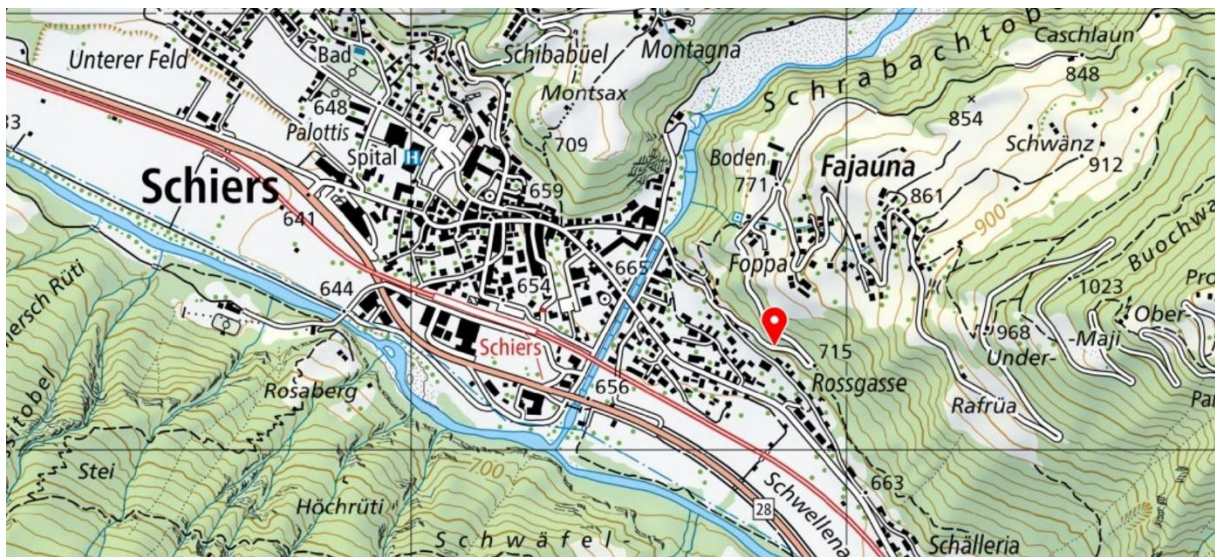 Unterer Feld
Bad
Schibabüel
Montagna
Schrabachtob
Caschlaun
848
Montsax
648
Palottis
Spital
H
709
854
Schwänz
912
Boden
771
Fajauna
Schiers
641
659
861
900
Buochwa
Foppa
665
644
654
1023
Schiers
715
968
Ober-
-Maji
Under-
Rossgasse
Rosaberg
656
Rafrüa
Stei
700
663
Höchrüti
28
Schwellena
Schwäfel-
Schälleria